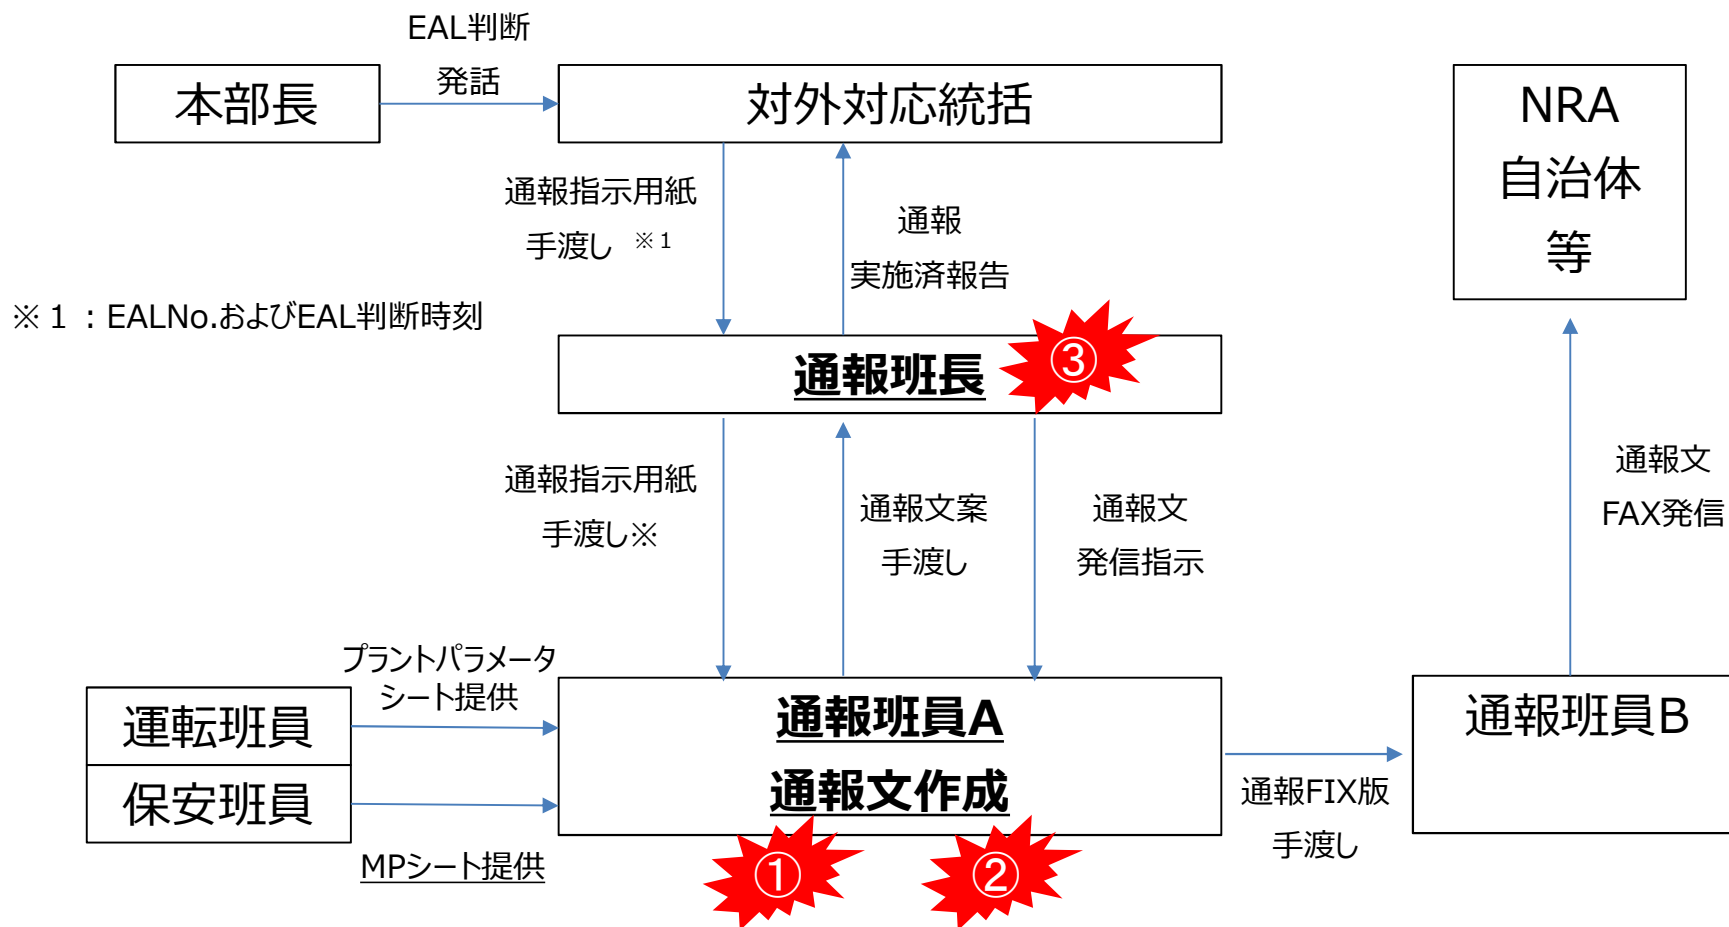 EAL判断
発話
本部長
対外対応統括
NRA
自治体
等
通報指示用紙
手渡し ※１
通報
実施済報告
※１：EALNo.およびEAL判断時刻
通報班長
③
通報指示用紙
手渡し※
通報文案
手渡し
通報文
発信指示
通報文
FAX発信
プラントパラメータ
シート提供
運転班員
保安班員
MPシート提供
通報班員A
通報文作成
①
②
通報FIX版
手渡し
通報班員B